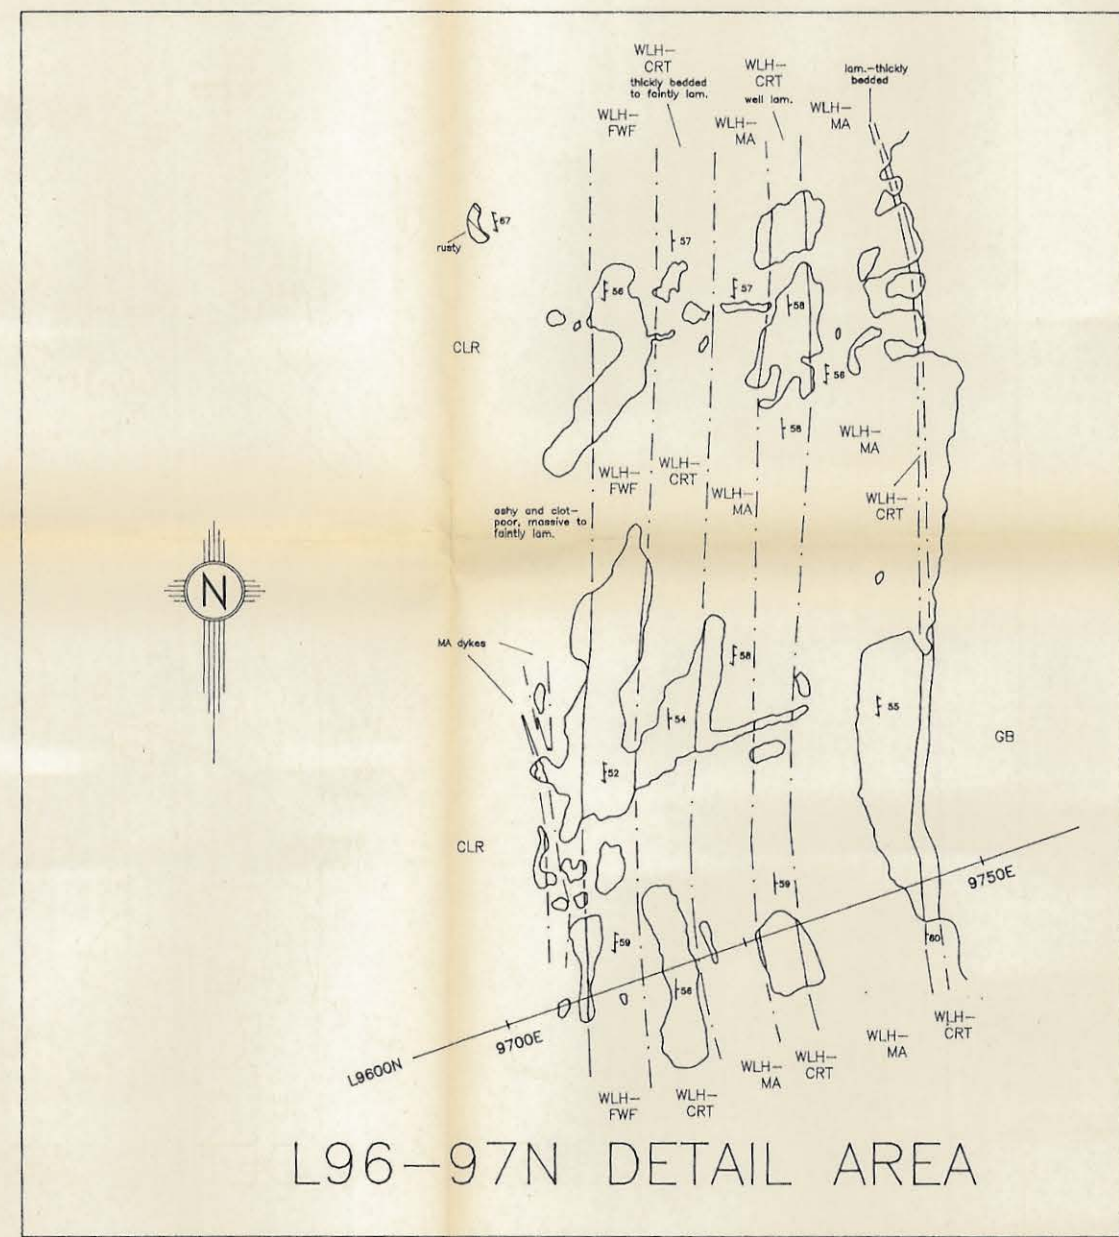 WLH-
CRT
thickly bedded
to faintly lam.
WLH-
CRT
well lam.
lam.-thickly
bedded
WLH-
FWF
WLH-
MA
WLH-
MA
67
rusty
57
56
57
58
CLR
56
58
WLH-
MA
WLH-
FWF
WLH-
CRT
WLH-
MA
WLH-
CRT
ashy and clot-
poor, massive to
faintly lam.
N
MA dykes
58
54
55
52
GB
CLR
59
9750E
59
60
56
9700E
L9600N
WLH-
CRT
WLH-
MA
WLH-
MA
WLH-
CRT
WLH-
FWF
WLH-
CRT
L96-97N DETAIL AREA